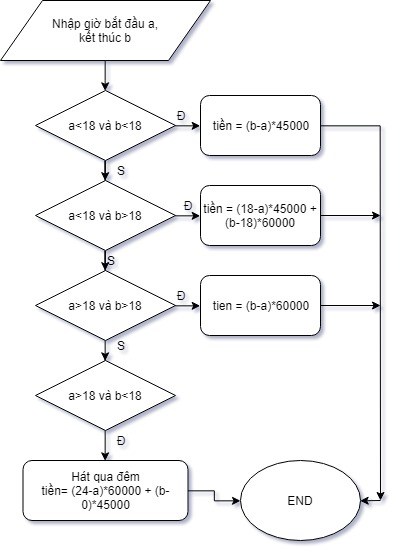 Nhập giờ bắt đầu a,
kết thúc b
a<18 và b<18
Đ
tiền = (b-a)*45000
S
a<18 và b>18
Đ
tiền = (18-a)*45000 +
(b-18)*60000
S
a>18 và b>18
Đ
tien = (b-a)*60000
S
a>18 và b<18
Đ
Hát qua đêm
tiền= (24-a)*60000 + (b-
0)*45000
END